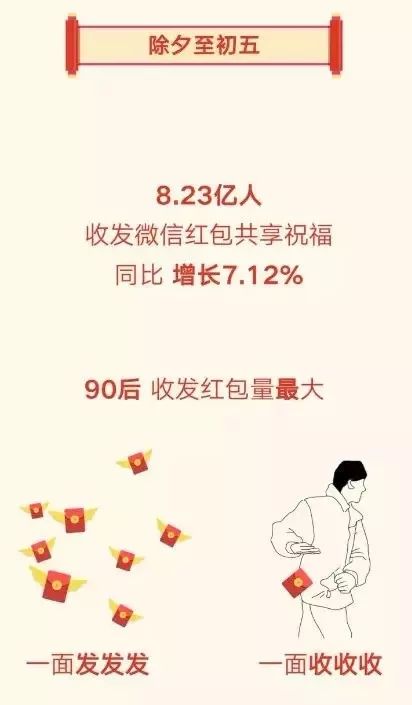 除夕至初五
8.23亿人
收发微信红包共享祝福
同比 增长7.12%
90后 收发红包量最大
一面发发发
一面收收收